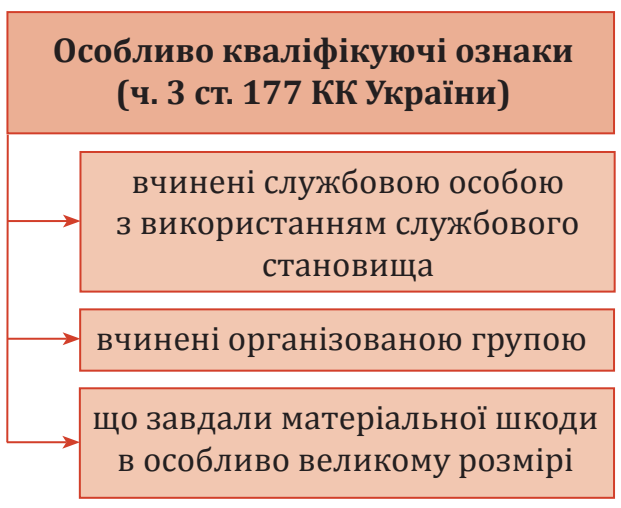 Особливо кваліфікуючі ознаки
(ч. 3 ст. 177 КК України)
вчинені службовою особою
з використанням службового
становища
вчинені організованою групою
що завдали матеріальної шкоди
в особливо великому розмірі